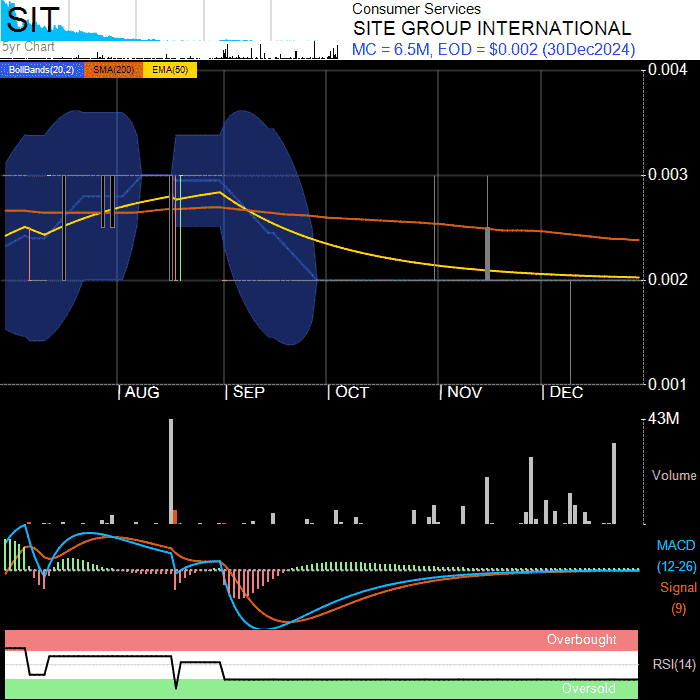 SIT
5yr Chart
Consumer Services
SITE GROUP INTERNATIONAL
MC = 6.5M, EOD = $0.002 (30Dec2024)
BollBands(20,2) SMA(200) EMA(50)
0.004
0.003
0.002
0.001
AUG SEP OCT NOV DEC
43M
Volume
MACD
(12-26)
Signal
(9)
Overbought
RSI(14)
Oversold